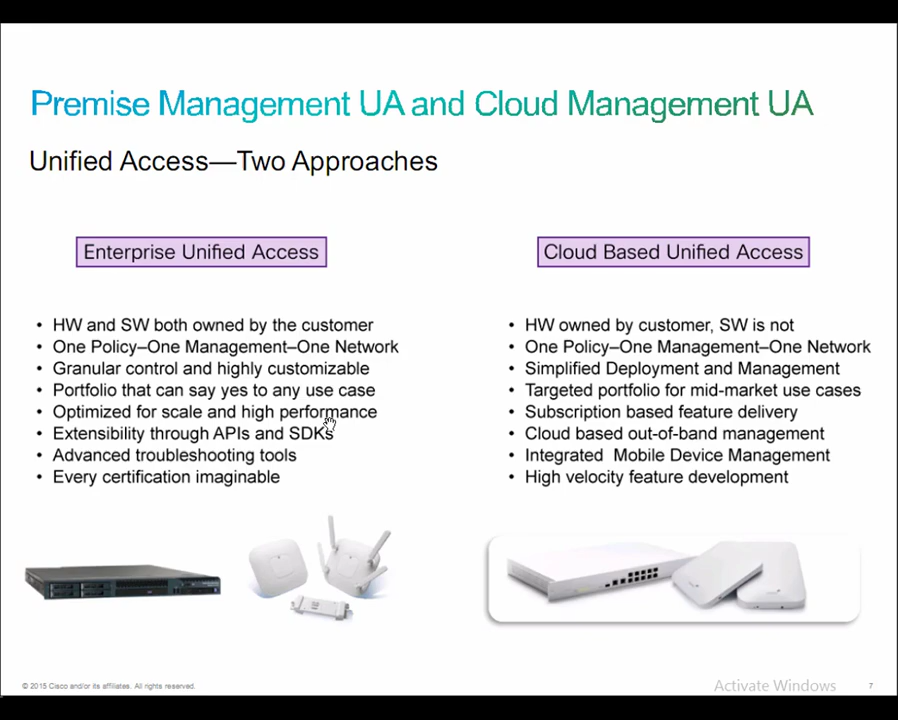 Premise Management UA and Cloud Management UA
Unified Access—Two Approaches
Enterprise Unified Access
• HW and SW both owned by the customer
• One Policy–One Management–One Network
• Granular control and highly customizable
• Portfolio that can say yes to any use case
• Optimized for scale and high performance
• Extensibility through APIs and SDKs
• Advanced troubleshooting tools
• Every certification imaginable
Cloud Based Unified Access
• HW owned by customer, SW is not
• One Policy–One Management–One Network
• Simplified Deployment and Management
• Targeted portfolio for mid-market use cases
• Subscription based feature delivery
• Cloud based out-of-band management
• Integrated  Mobile Device Management
• High velocity feature development
© 2015 Cisco and/or its affiliates. All rights reserved.
Activate Windows
7